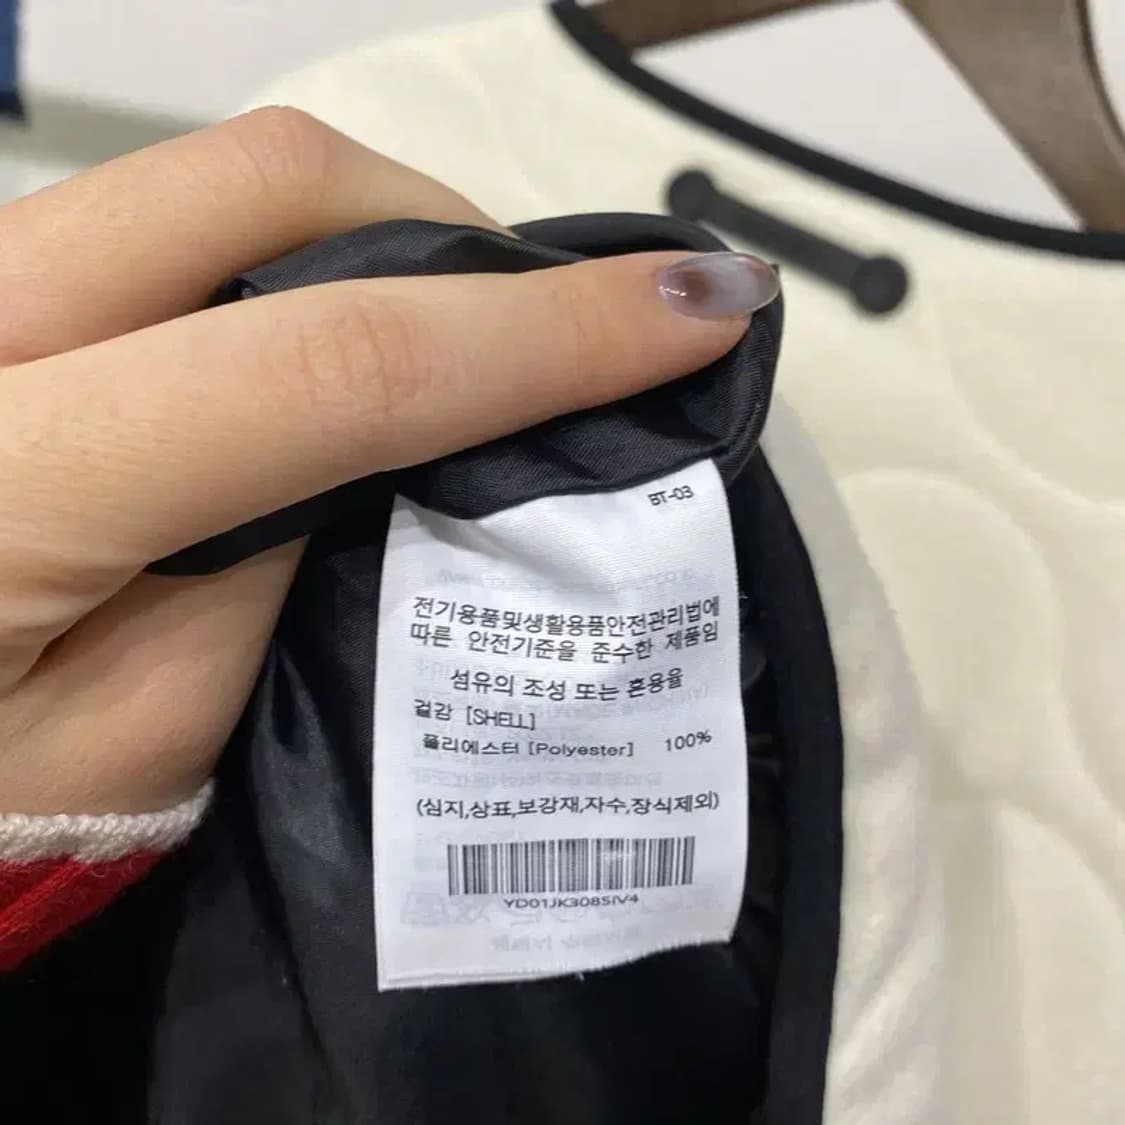 BT-03
전기용품및생활용품안전관리법에
따른 안전기준을 준수한 제품임
섬유의 조성 또는 혼용율
겉감 [SHELL]
폴리에스터 [Polyester] 100%
(심지,상표,보강재,자수,장식제외)
YD01JK3085IV4